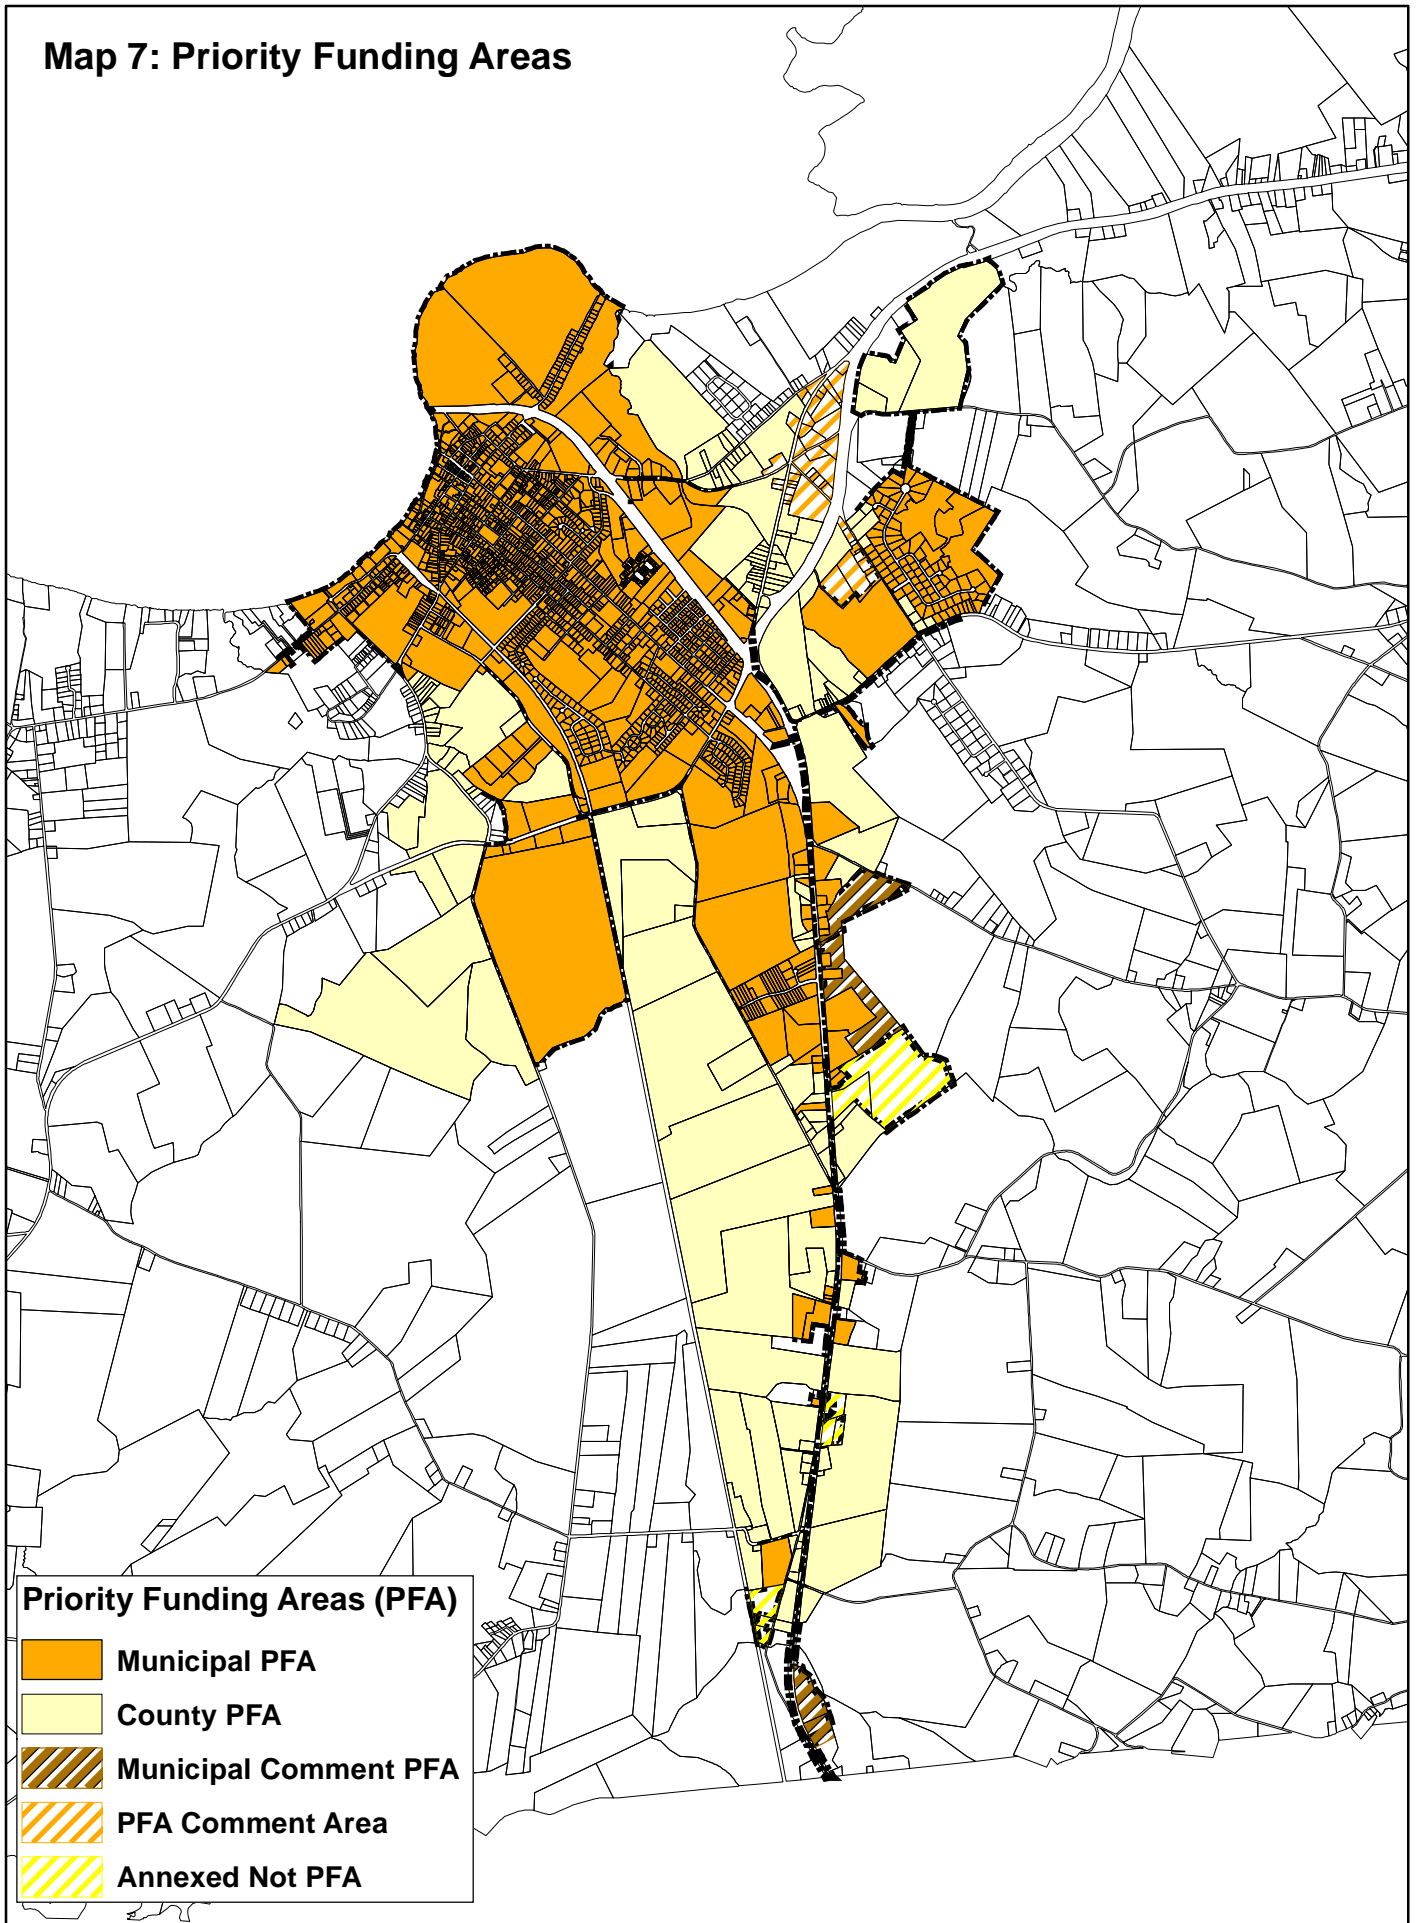 Map 7: Priority Funding Areas
Priority Funding Areas (PFA)
Municipal PFA
County PFA
Municipal Comment PFA
PFA Comment Area
Annexed Not PFA